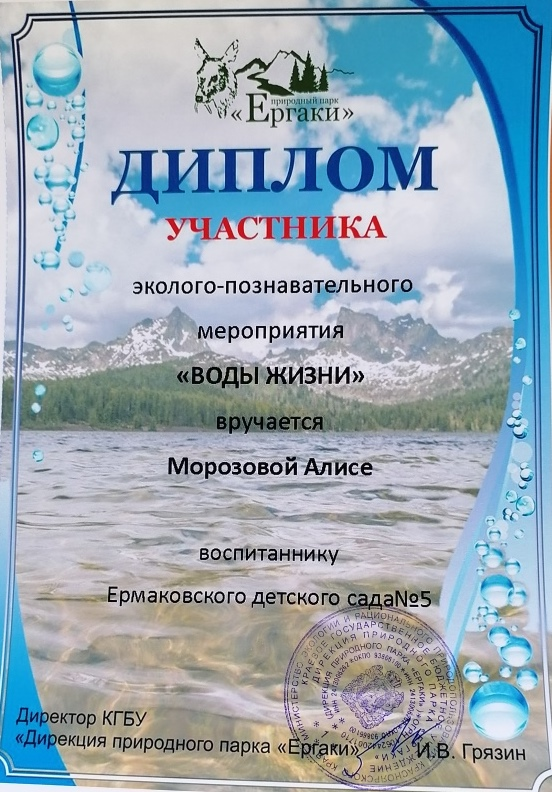 природный парк
«Ергаки»
ДИПЛОМ
УЧАСТНИКА
эколого-познавательного
мероприятия
«ВОДЫ ЖИЗНИ»
вручается
Морозовой Алисе
воспитаннику
Ермаковского детского сада№5
Директор КГБУ
«Дирекция природного парка «Ергаки»
И.В. Грязин